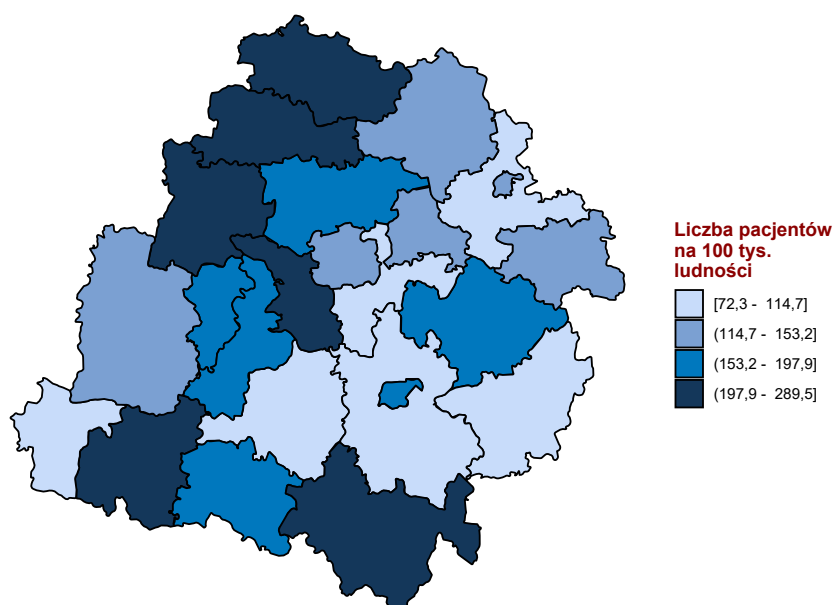 Liczba pacjentów
na 100 tys.
ludności
[72,3 - 114,7]
(114,7 - 153,2]
(153,2 - 197,9]
(197,9 - 289,5]